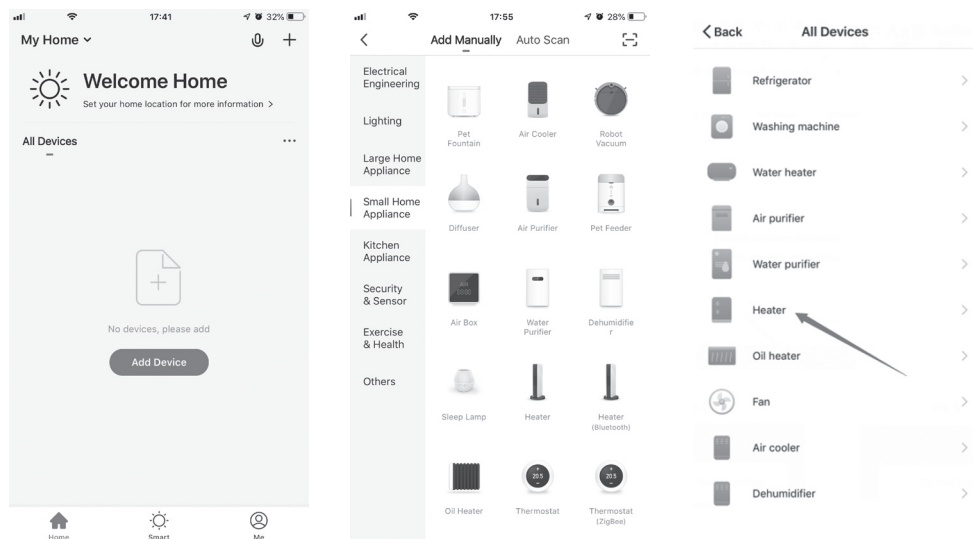 17:41
32%
My Home
Welcome Home
Set your home location for more information >
All Devices
...
No devices, please add
Add Device
Home
Smart
Me
17:55
28%
Add Manually
Auto Scan
Electrical
Engineering
Lighting
Large Home
Appliance
Small Home
Appliance
Kitchen
Appliance
Security
& Sensor
Exercise
& Health
Others
Pet
Fountain
Air Cooler
Robot
Vacuum
Diffuser
Air Purifier
Pet Feeder
Air Box
Water
Purifier
Dehumidifie
r
Sleep Lamp
Heater
Heater
(Bluetooth)
20.5
20.5
Oil Heater
Thermostat
Thermostat
(ZigBee)
Back
All Devices
Refrigerator
Washing machine
Water heater
Air purifier
Water purifier
Heater
Oil heater
Fan
Air cooler
Dehumidifier